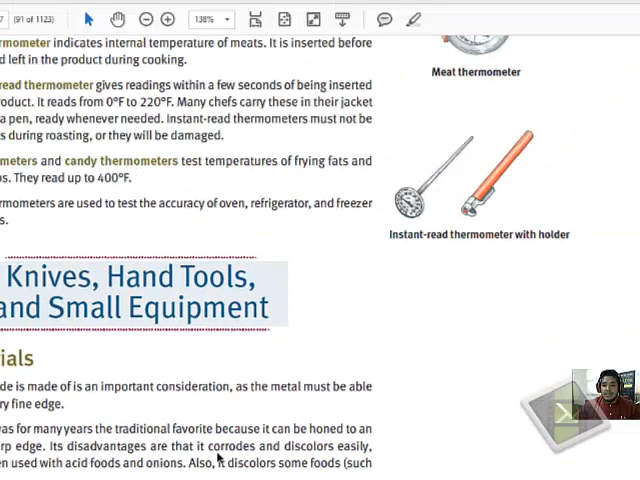 (91 of 1123)
138%
rmometer indicates internal temperature of meats. It is inserted before
d left in the product during cooking.
Meat thermometer
read thermometer gives readings within a few seconds of being inserted
roduct. It reads from 0°F to 220°F. Many chefs carry these in their jacket
a pen, ready whenever needed. Instant-read thermometers must not be
ts during roasting, or they will be damaged.
meters and candy thermometers test temperatures of frying fats and
ps. They read up to 400°F.
rmometers are used to test the accuracy of oven, refrigerator, and freezer
s.
Instant-read thermometer with holder
Knives, Hand Tools,
and Small Equipment
rials
de is made of is an important consideration, as the metal must be able
ry fine edge.
was for many years the traditional favorite because it can be honed to an
rp edge. Its disadvantages are that it corrodes and discolors easily,
en used with acid foods and onions. Also, it discolors some foods (such